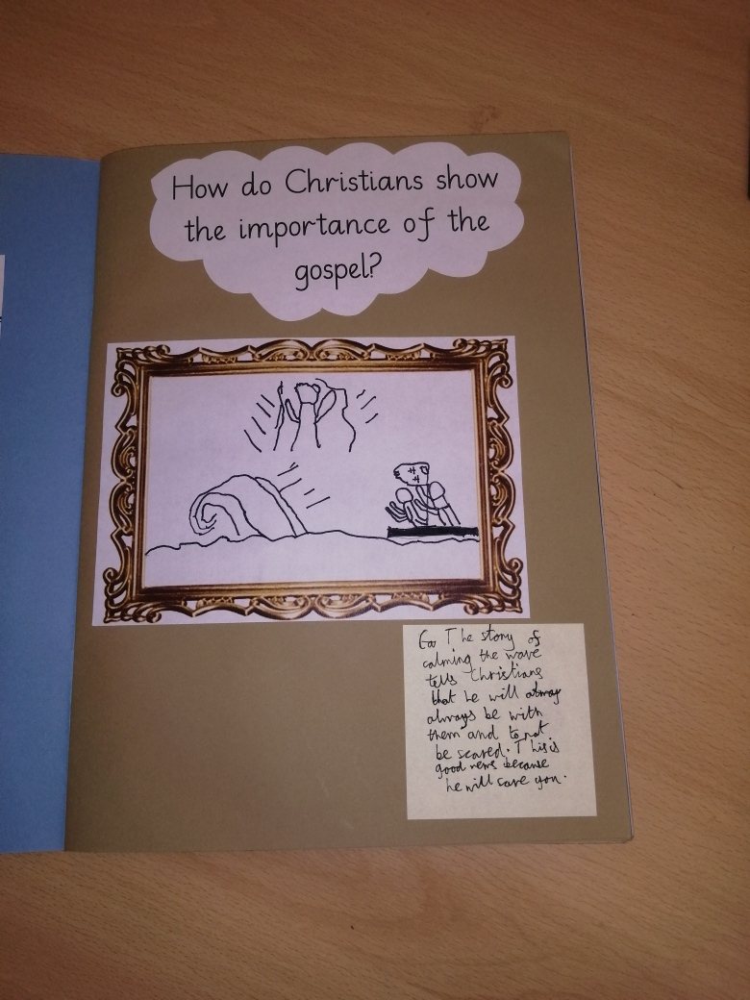 How do Christians show
the importance of the
gospel?
The story of
calming the wave
tells Christians
that he will
always be with
them and to not
be scared. This is
good news because
he will save you.